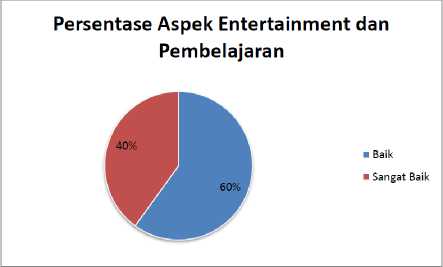 Persentase Aspek Entertainment dan
Pembelajaran
40%
60%
Baik
Sangat Baik